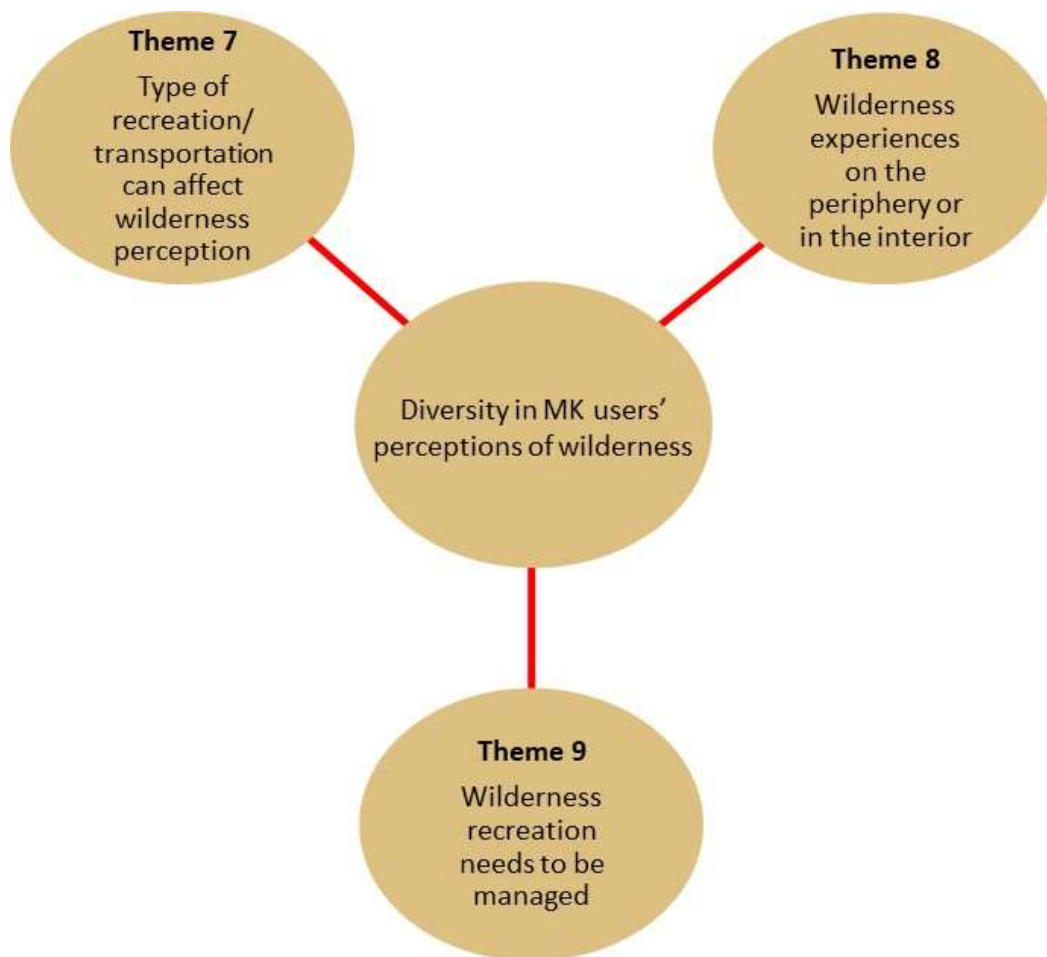 Theme 7
Type of
recreation/
transportation
can affect
wilderness
perception
Theme 8
Wilderness
experiences
on the
periphery or
in the interior
Diversity in MK users’
perceptions of wilderness
Theme 9
Wilderness
recreation
needs to be
managed